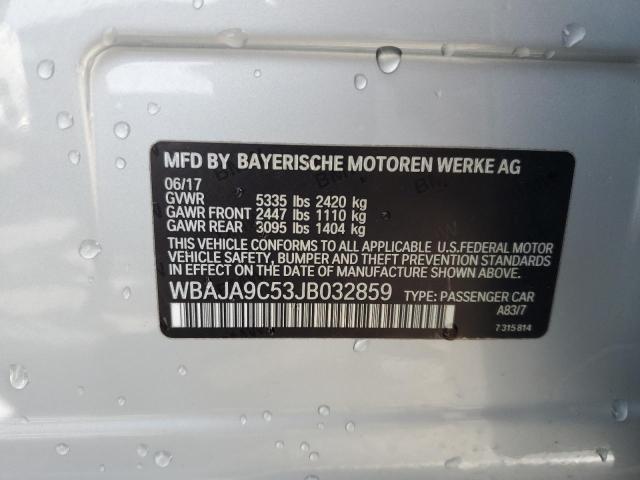 MFD BY BAYERISCHE MOTOREN WERKE AG
06/17
GVWR 5335 lbs 2420 kg
GAWR FRONT 2447 lbs 1110 kg
GAWR REAR 3095 lbs 1404 kg
THIS VEHICLE CONFORMS TO ALL APPLICABLE U.S.FEDERAL MOTOR
VEHICLE SAFETY, BUMPER AND THEFT PREVENTION STANDARDS
IN EFFECT ON THE DATE OF MANUFACTURE SHOWN ABOVE.
WBAJA9C53JB032859 TYPE: PASSENGER CAR
A83/7
7 315 814